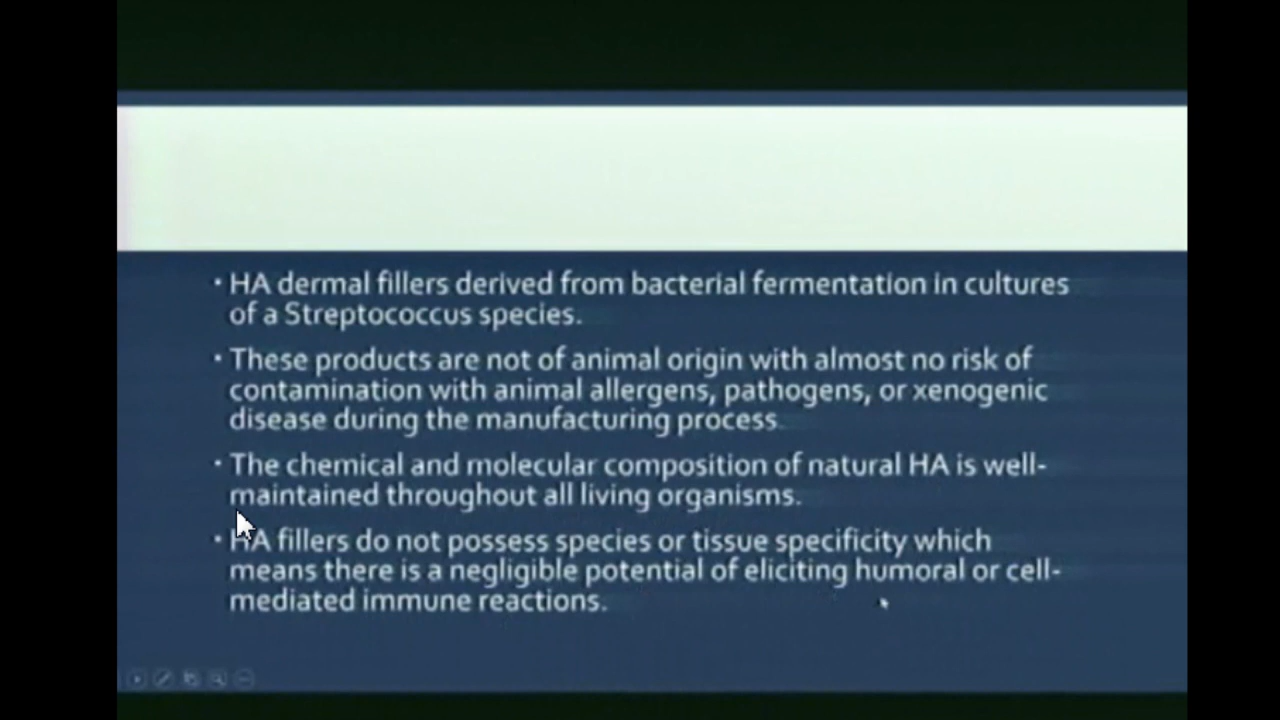 · HA dermal fillers derived from bacterial fermentation in cultures
of a Streptococcus species.
· These products are not of animal origin with almost no risk of
contamination with animal allergens, pathogens, or xenogenic
disease during the manufacturing process.
· The chemical and molecular composition of natural HA is well-
maintained throughout all living organisms.
· HA fillers do not possess species or tissue specificity which
means there is a negligible potential of eliciting humoral or cell-
mediated immune reactions.